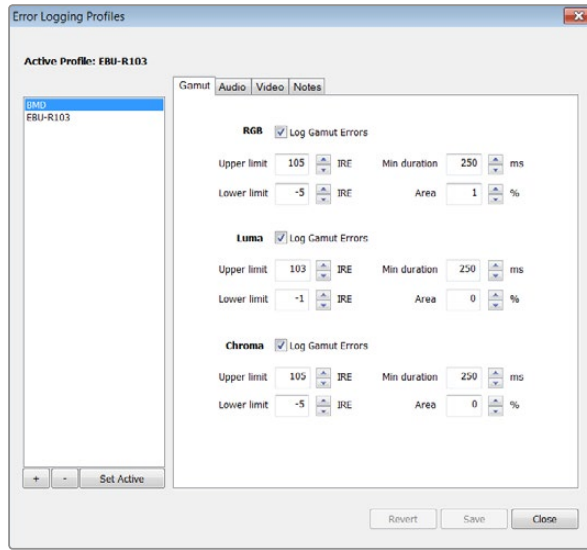 Error Logging Profiles
Active Profile: EBU-R103
BMD
EBU-R103
+ - Set Active
Gamut Audio Video Notes
RGB Log Gamut Errors
Upper limit 105 IRE Min duration 250 ms
Lower limit -5 IRE Area 1 %
Luma Log Gamut Errors
Upper limit 103 IRE Min duration 250 ms
Lower limit -1 IRE Area 0 %
Chroma Log Gamut Errors
Upper limit 105 IRE Min duration 250 ms
Lower limit -5 IRE Area 0 %
Revert Save Close